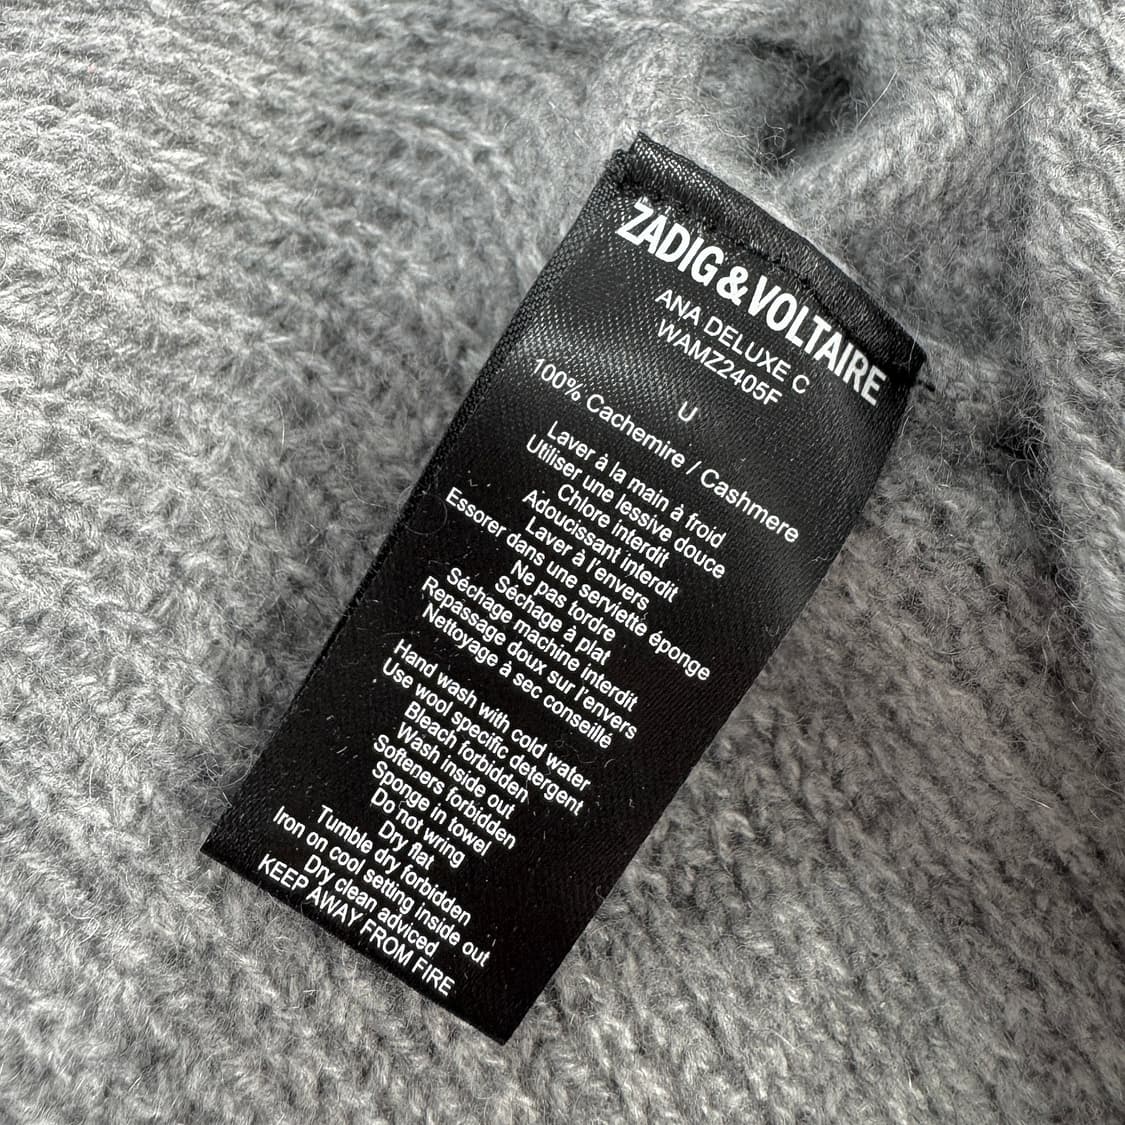 ZADIG&VOLTAIRE
ANA DELUXE C
WAMZ2405F
U
100% Cachemire / Cashmere
Laver à la main à froid
Utiliser une lessive douce
Chlore interdit
Adoucissant interdit
Laver à l'envers
Essorer dans une serviette éponge
Ne pas tordre
Séchage à plat
Séchage machine interdit
Repassage doux sur l'envers
Nettoyage à sec conseillé
Hand wash with cold water
Use wool specific detergent
Bleach forbidden
Wash inside out
Softeners forbidden
Sponge in towel
Do not wring
Dry flat
Tumble dry forbidden
Iron on cool setting inside out
Dry clean adviced
KEEP AWAY FROM FIRE